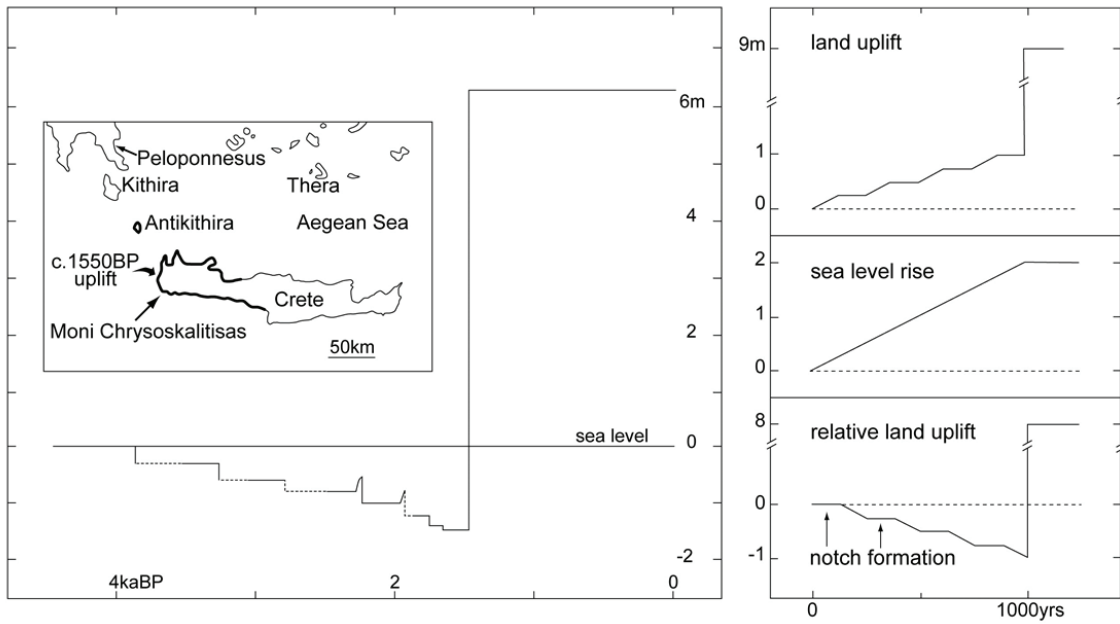 6m
4
2
0
-2
sea level
4kaBP
2
0
Peloponnesus
Kithira
Thera
Antikithira
Aegean Sea
c.1550BP
uplift
Crete
Moni Chrysoskalitisas
50km
land uplift
9m
1
0
sea level rise
2
1
0
relative land uplift
8
0
-1
notch formation
0
1000yrs